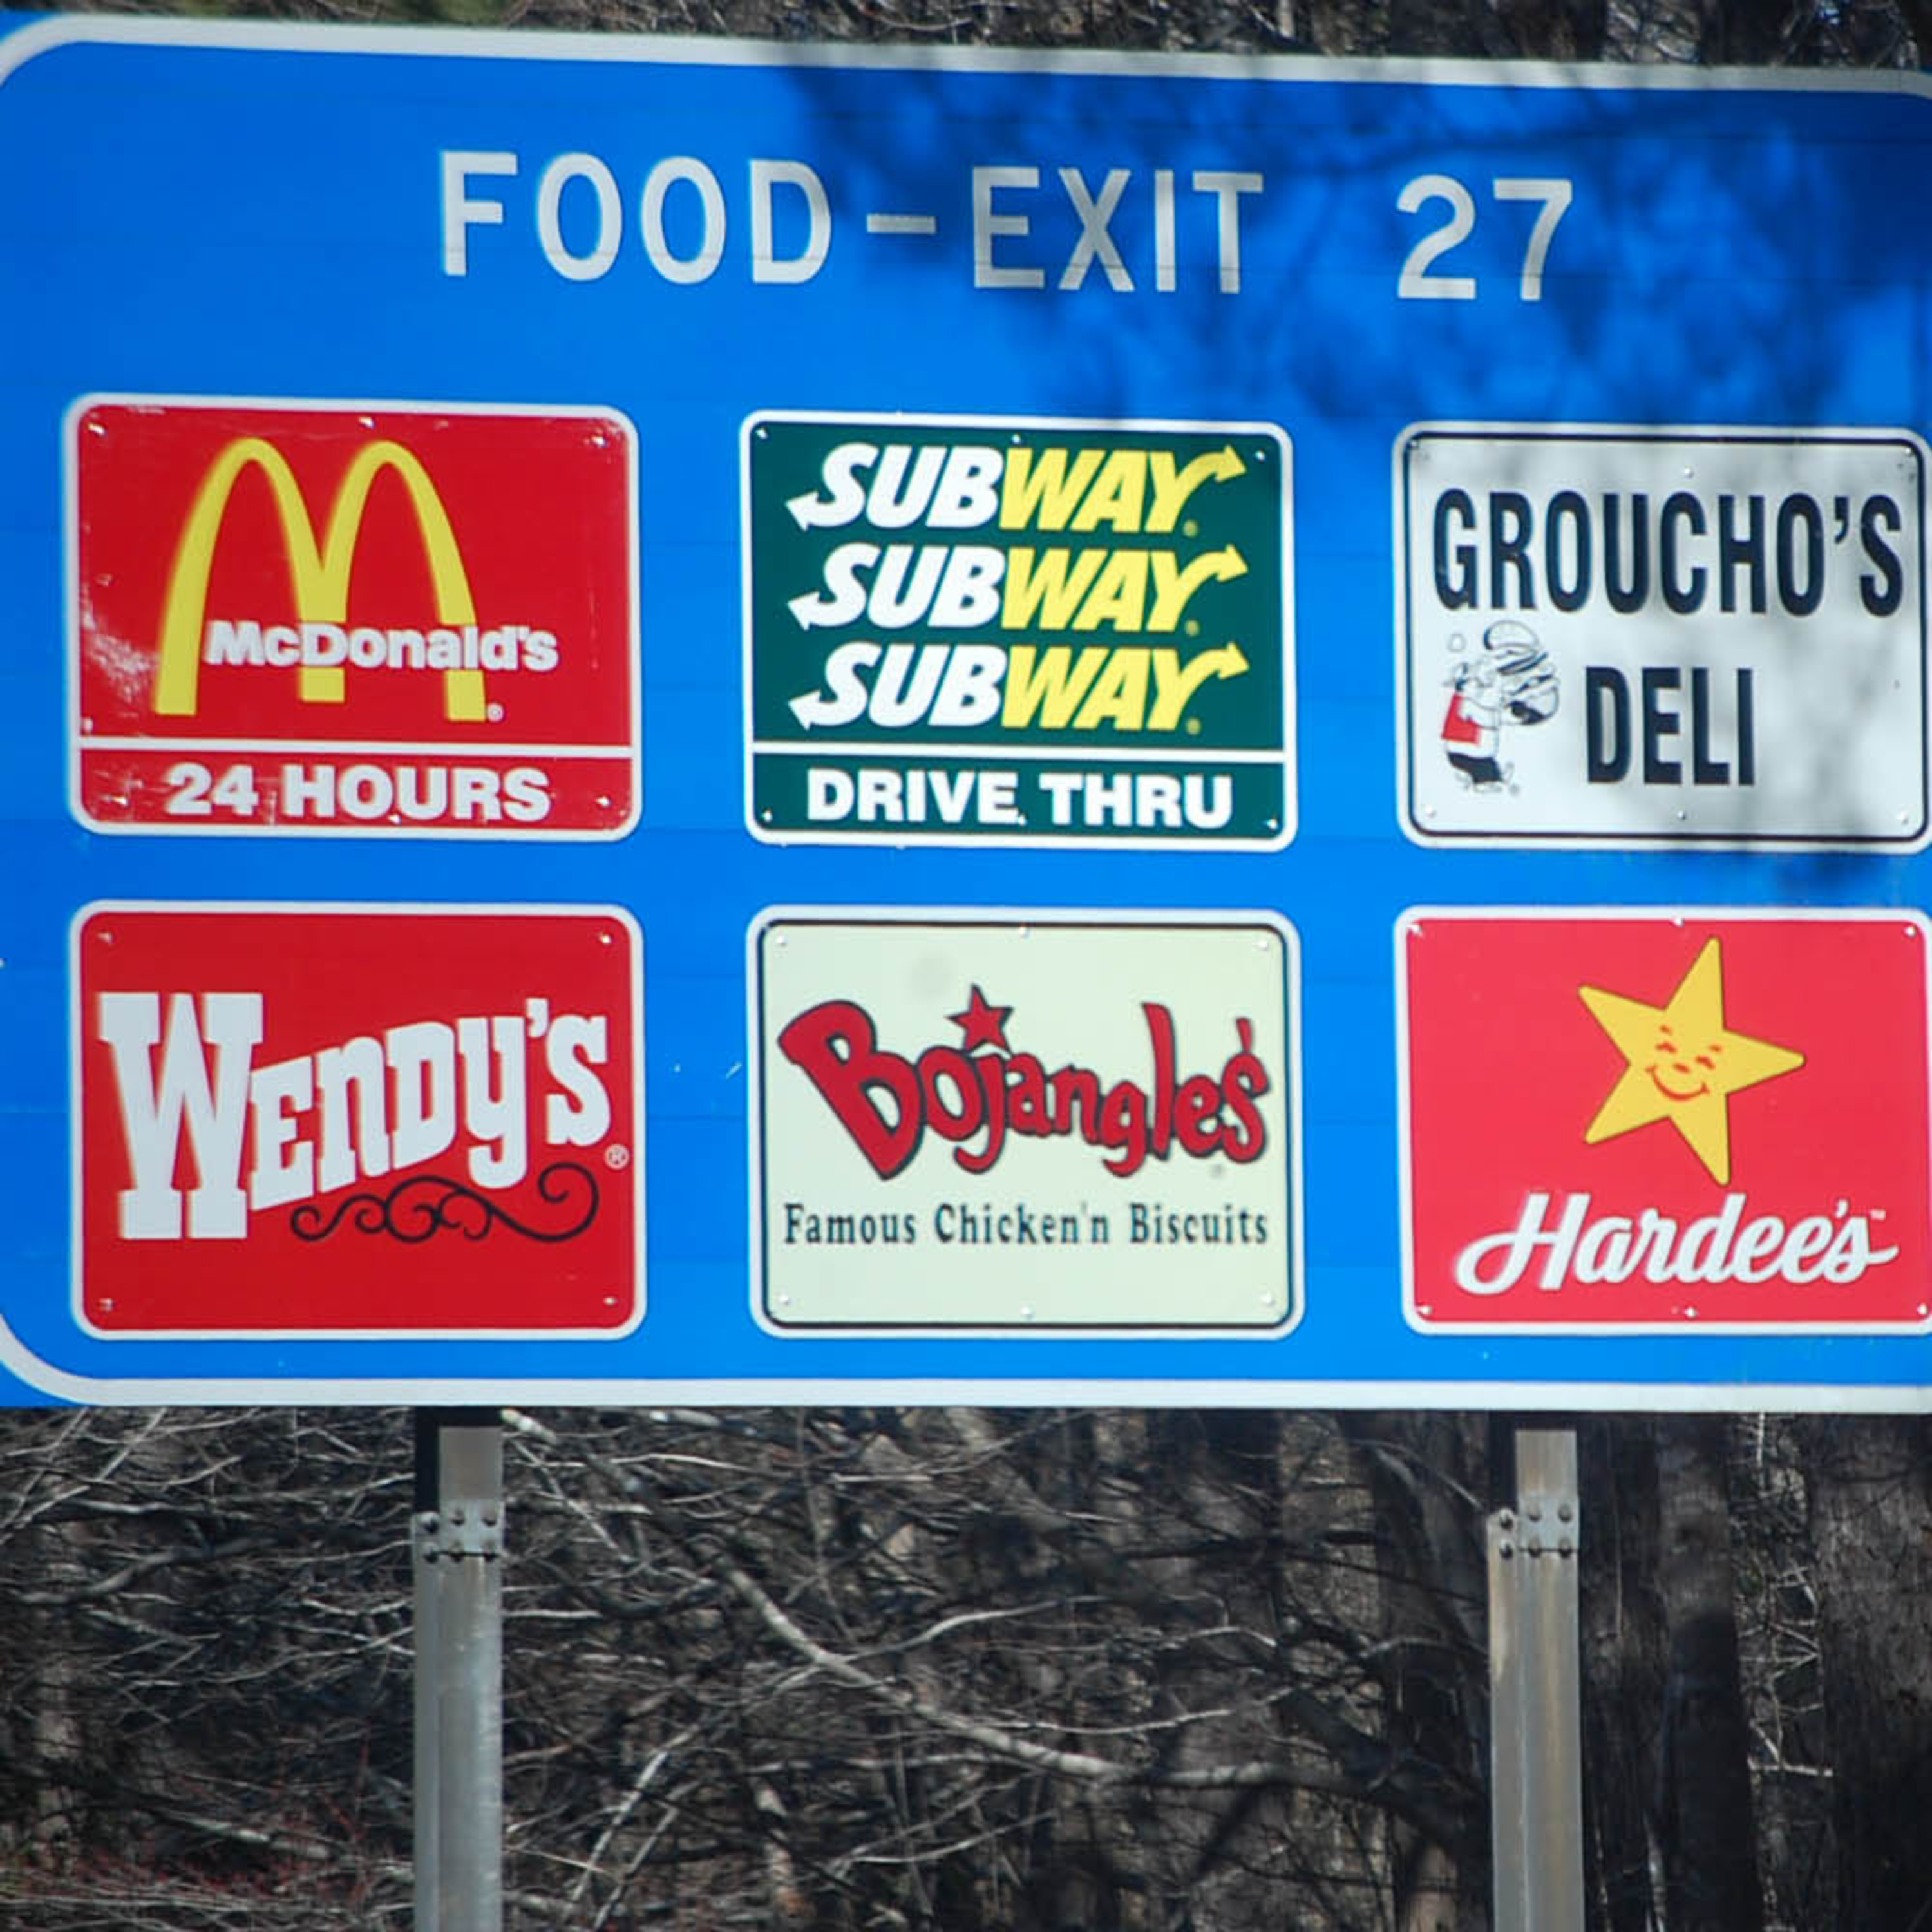 FOOD-EXIT 27
McDonald's
®
24 HOURS
SUBWAY®
SUBWAY®
SUBWAY®
DRIVE THRU
GROUCHO'S
DELI
WENDY'S
®
Bojangles'
Famous Chicken'n Biscuits
Hardee's™